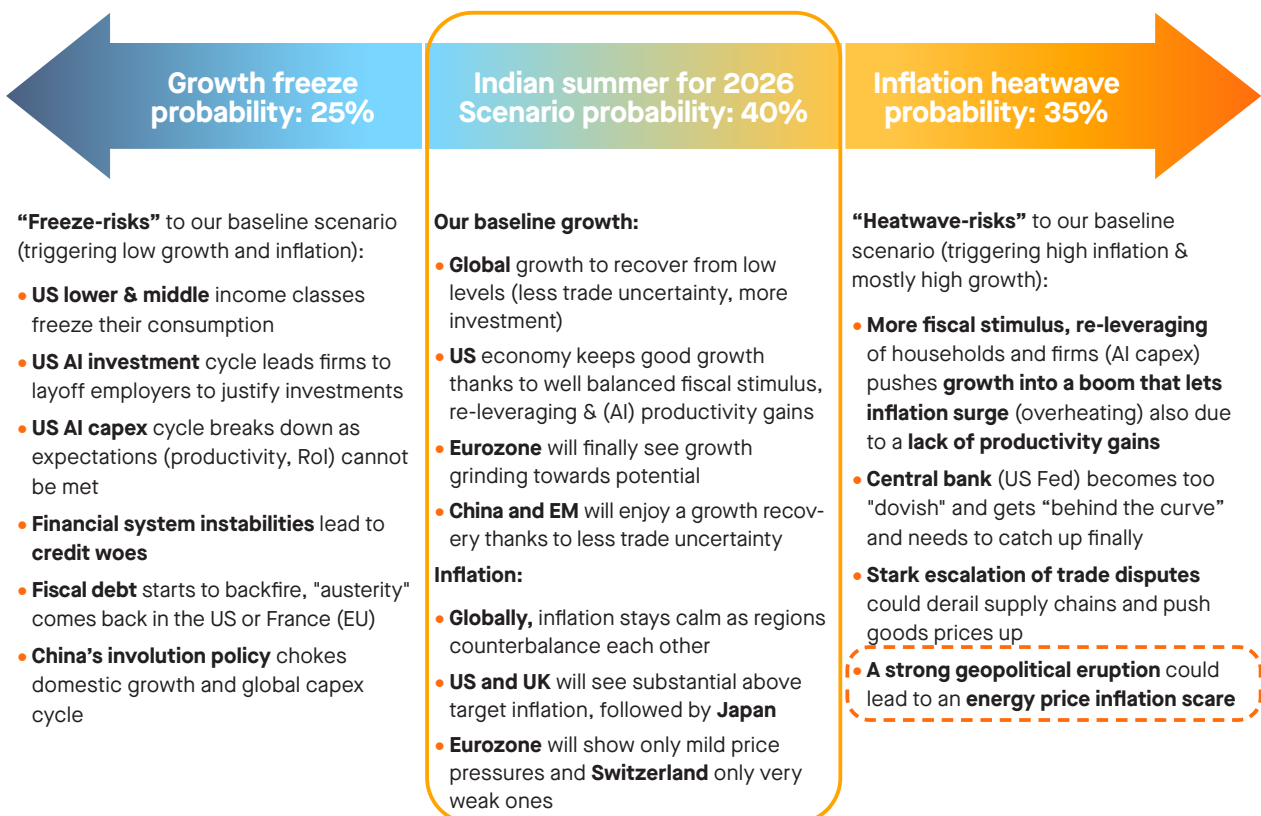 Growth freeze
probability: 25%
Indian summer for 2026
Scenario probability: 40%
Inflation heatwave
probability: 35%
“Freeze-risks” to our baseline scenario
(triggering low growth and inflation):
• US lower & middle income classes
freeze their consumption
• US AI investment cycle leads firms to
layoff employers to justify investments
• US AI capex cycle breaks down as
expectations (productivity, RoI) cannot
be met
• Financial system instabilities lead to
credit woes
• Fiscal debt starts to backfire, "austerity"
comes back in the US or France (EU)
• China’s involution policy chokes
domestic growth and global capex
cycle
Our baseline growth:
• Global growth to recover from low
levels (less trade uncertainty, more
investment)
• US economy keeps good growth
thanks to well balanced fiscal stimulus,
re-leveraging & (AI) productivity gains
• Eurozone will finally see growth
grinding towards potential
• China and EM will enjoy a growth recov-
ery thanks to less trade uncertainty
Inflation:
• Globally, inflation stays calm as regions
counterbalance each other
• US and UK will see substantial above
target inflation, followed by Japan
• Eurozone will show only mild price
pressures and Switzerland only very
weak ones
“Heatwave-risks” to our baseline
scenario (triggering high inflation &
mostly high growth):
• More fiscal stimulus, re-leveraging
of households and firms (AI capex)
pushes growth into a boom that lets
inflation surge (overheating) also due
to a lack of productivity gains
• Central bank (US Fed) becomes too
"dovish" and gets “behind the curve”
and needs to catch up finally
• Stark escalation of trade disputes
could derail supply chains and push
goods prices up
• A strong geopolitical eruption could
lead to an energy price inflation scare